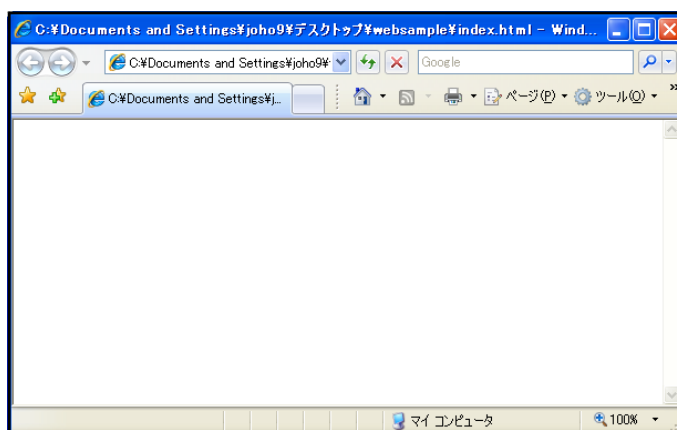 C:¥Documents and Settings¥joho9¥デスクトップ¥websample¥index.html - Wind...
C:¥Documents and Settings¥joho9¥
Google
C:¥Documents and Settings¥j...
ページ(P)
ツール(O)
»
マイ コンピュータ
100%